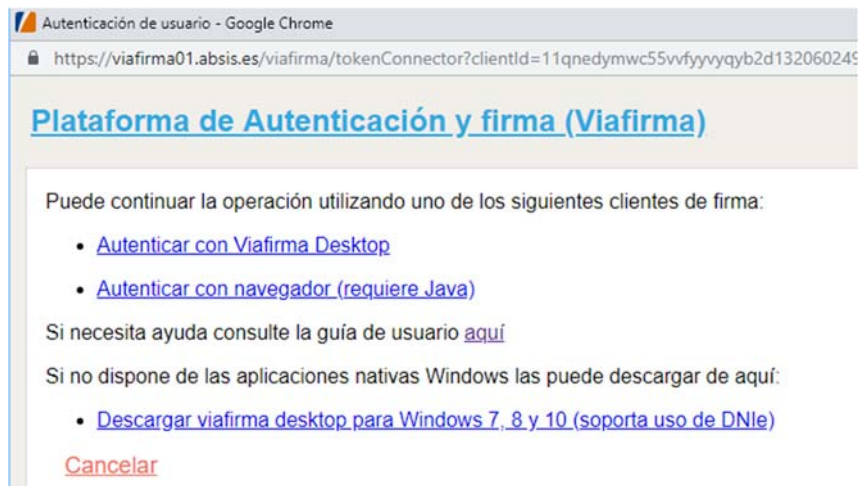 Autenticación de usuario - Google Chrome
https://viafirma01.absis.es/viafirma/tokenConnector?clientId=11qnedymwc55vvfyyvyqyb2d132060249
Plataforma de Autenticación y firma (Viafirma)
Puede continuar la operación utilizando uno de los siguientes clientes de firma:
• Autenticar con Viafirma Desktop
• Autenticar con navegador (requiere Java)
Si necesita ayuda consulte la guía de usuario aquí
Si no dispone de las aplicaciones nativas Windows las puede descargar de aquí:
• Descargar viafirma desktop para Windows 7, 8 y 10 (soporta uso de DNIe)
Cancelar